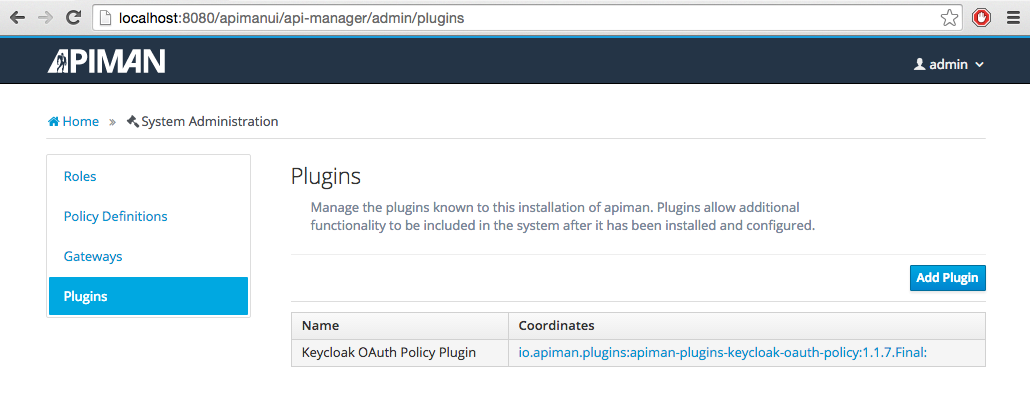 localhost:8080/apimanui/api-manager/admin/plugins
APIMAN
admin
Home » System Administration
Roles
Policy Definitions
Gateways
Plugins
Plugins
Manage the plugins known to this installation of apiman. Plugins allow additional
functionality to be included in the system after it has been installed and configured.
Add Plugin
Name Coordinates
Keycloak OAuth Policy Plugin io.apiman.plugins:apiman-plugins-keycloak-oauth-policy:1.1.7.Final: